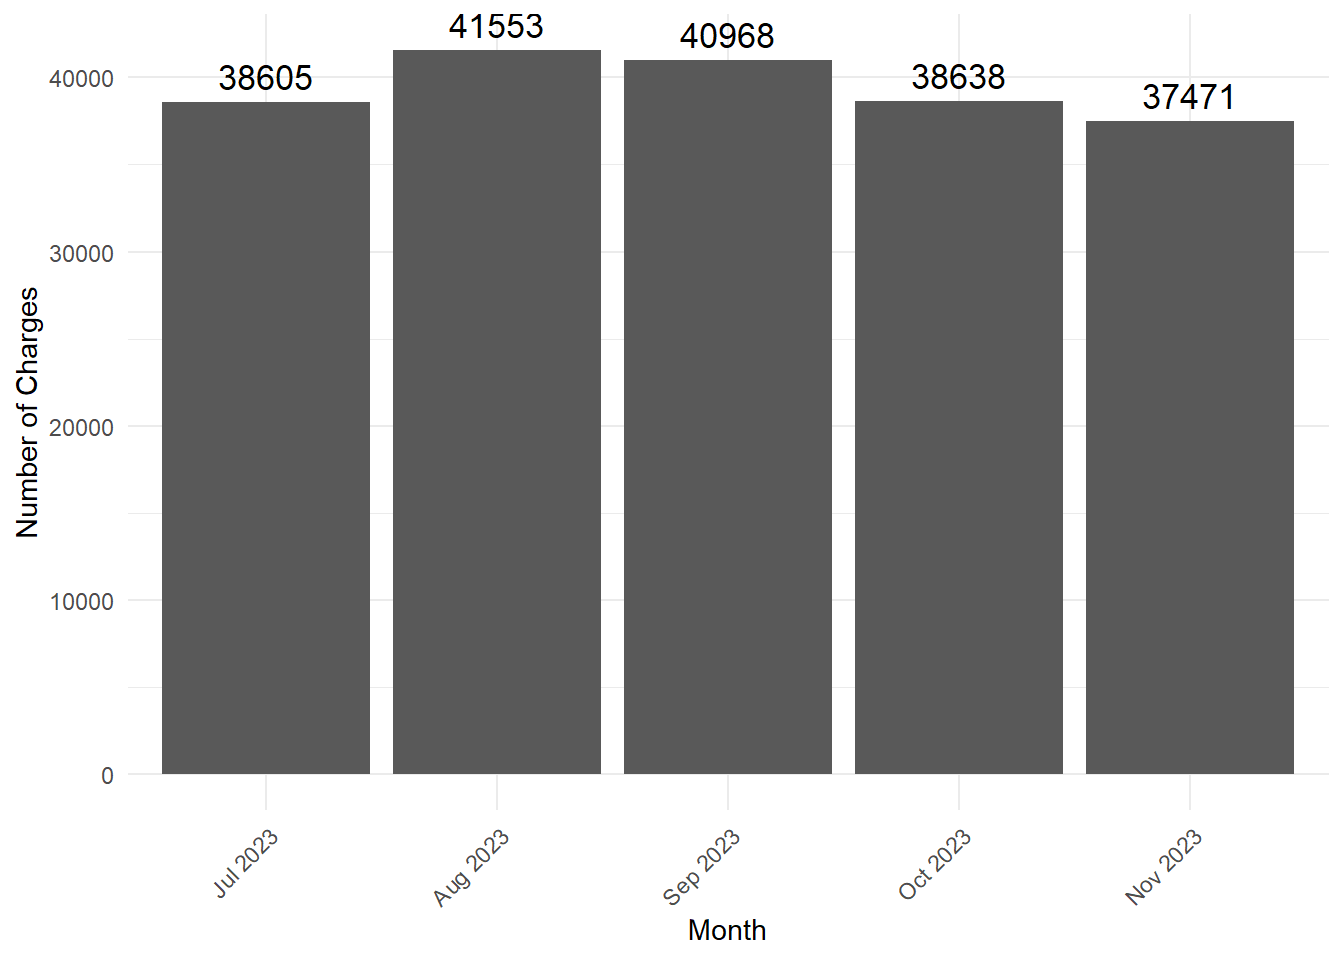 41553
40968
38605
38638
37471
40000
30000
20000
10000
0
Number of Charges
Jul 2023
Aug 2023
Sep 2023
Oct 2023
Nov 2023
Month